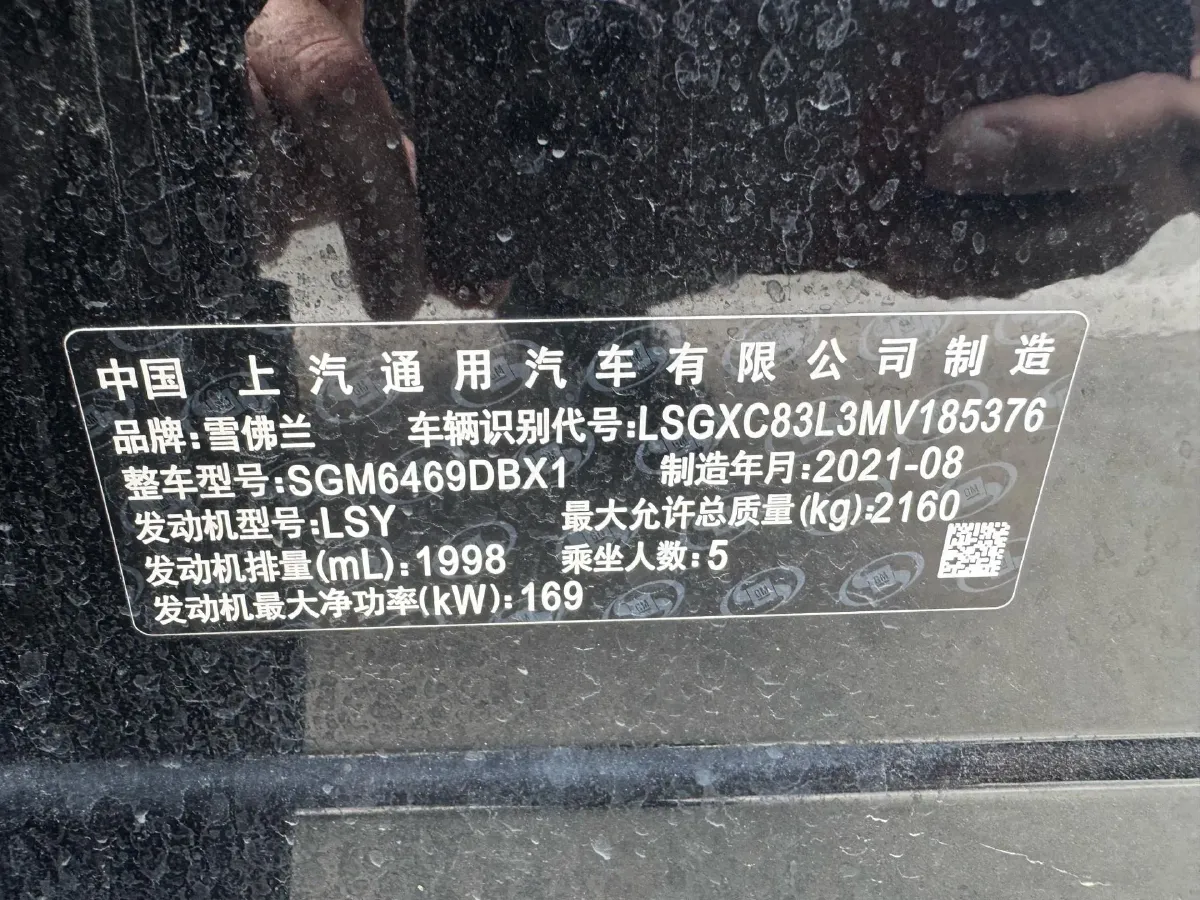 中国 上汽通用汽车有限公司制造
品牌:雪佛兰 车辆识别代号:LSGXC83L3MV185376
整车型号:SGM6469DBX1 制造年月:2021-08
发动机型号:LSY 最大允许总质量(kg):2160
发动机排量(mL):1998 乘坐人数:5
发动机最大净功率(kW):169